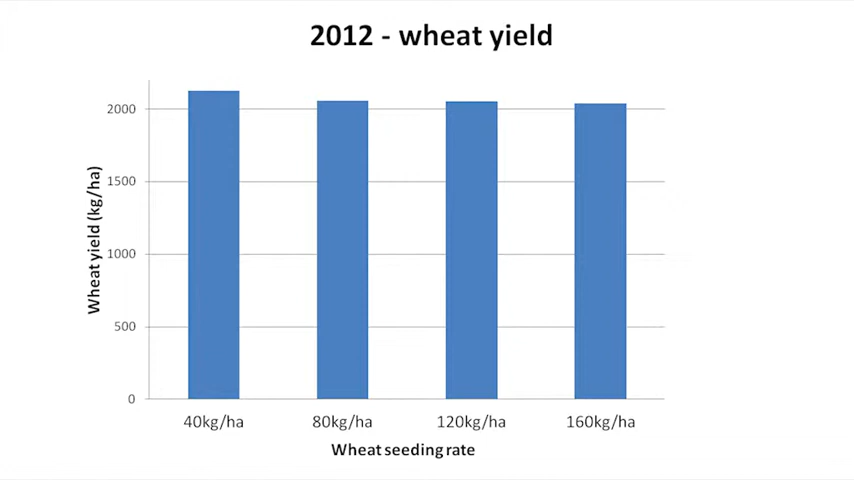 2012 - wheat yield
Wheat yield (kg/ha)
2000
1500
1000
500
0
40kg/ha
80kg/ha
120kg/ha
160kg/ha
Wheat seeding rate